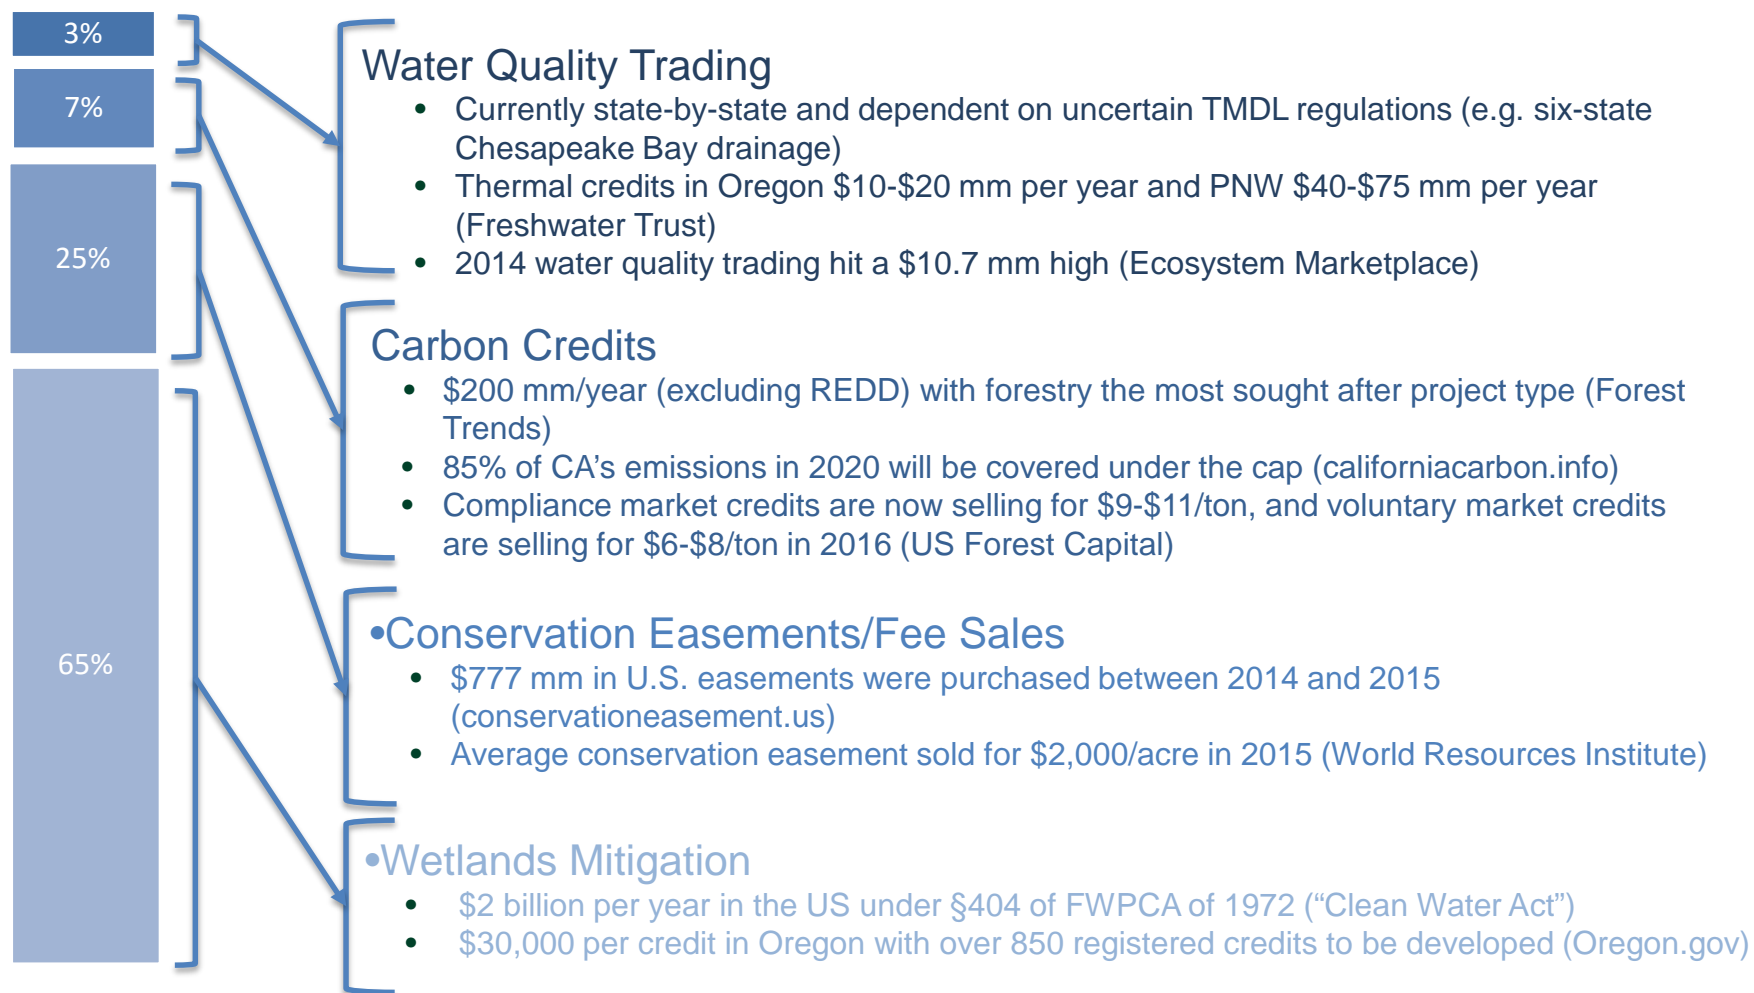 3%
7%
25%
65%
Water Quality Trading
• Currently state-by-state and dependent on uncertain TMDL regulations (e.g. six-state
Chesapeake Bay drainage)
• Thermal credits in Oregon $10-$20 mm per year and PNW $40-$75 mm per year
(Freshwater Trust)
• 2014 water quality trading hit a $10.7 mm high (Ecosystem Marketplace)
Carbon Credits
• $200 mm/year (excluding REDD) with forestry the most sought after project type (Forest
Trends)
• 85% of CA’s emissions in 2020 will be covered under the cap (californiacarbon.info)
• Compliance market credits are now selling for $9-$11/ton, and voluntary market credits
are selling for $6-$8/ton in 2016 (US Forest Capital)
•Conservation Easements/Fee Sales
• $777 mm in U.S. easements were purchased between 2014 and 2015
(conservationeasement.us)
• Average conservation easement sold for $2,000/acre in 2015 (World Resources Institute)
•Wetlands Mitigation
• $2 billion per year in the US under §404 of FWPCA of 1972 (“Clean Water Act”)
• $30,000 per credit in Oregon with over 850 registered credits to be developed (Oregon.gov)